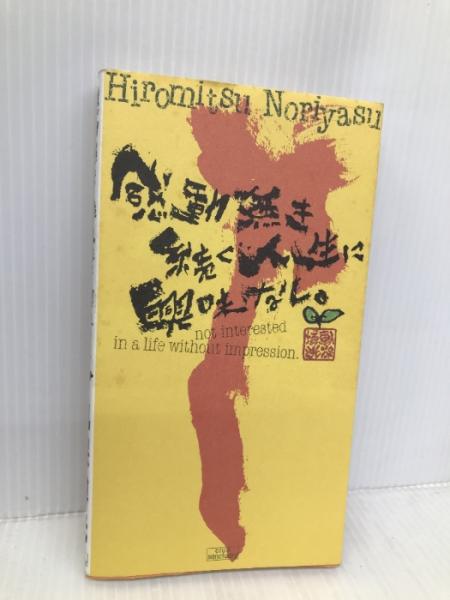 Hiromitsu Noriyasu
感動無き
続く人生に
興味なし。
not interested
in a life without impression.